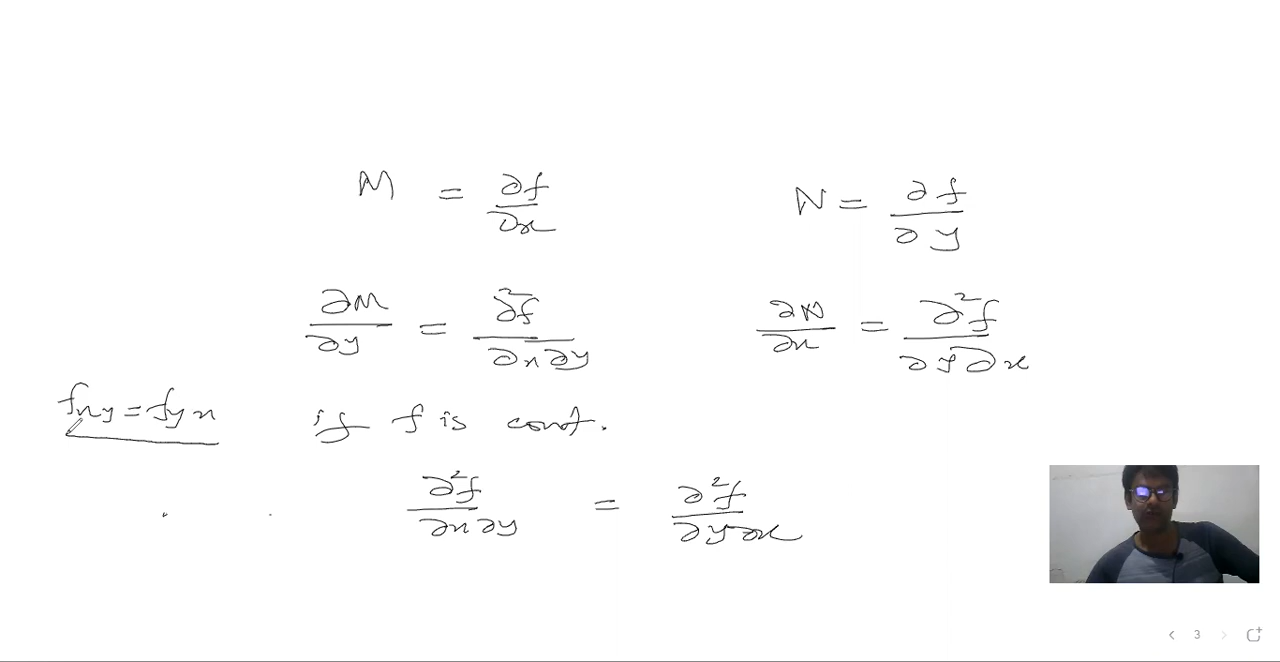 M = ∂f/∂x N = ∂f/∂y
∂M/∂y = ∂²f/∂x∂y ∂N/∂x = ∂²f/∂y∂x
fxy = fyx if f is cont.
∂²f/∂x∂y = ∂²f/∂y∂x
3